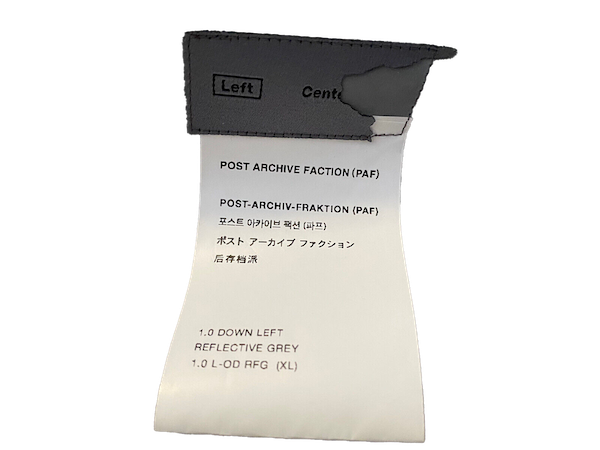 Left
POST ARCHIVE FACTION (PAF)
POST-ARCHIV-FRAKTION (PAF)
포스트 아카이브 팩션 (파프)
ポスト アーカイブ ファクション
后存档派
1.0 DOWN LEFT
REFLECTIVE GREY
1.0 L-OD RFG (XL)